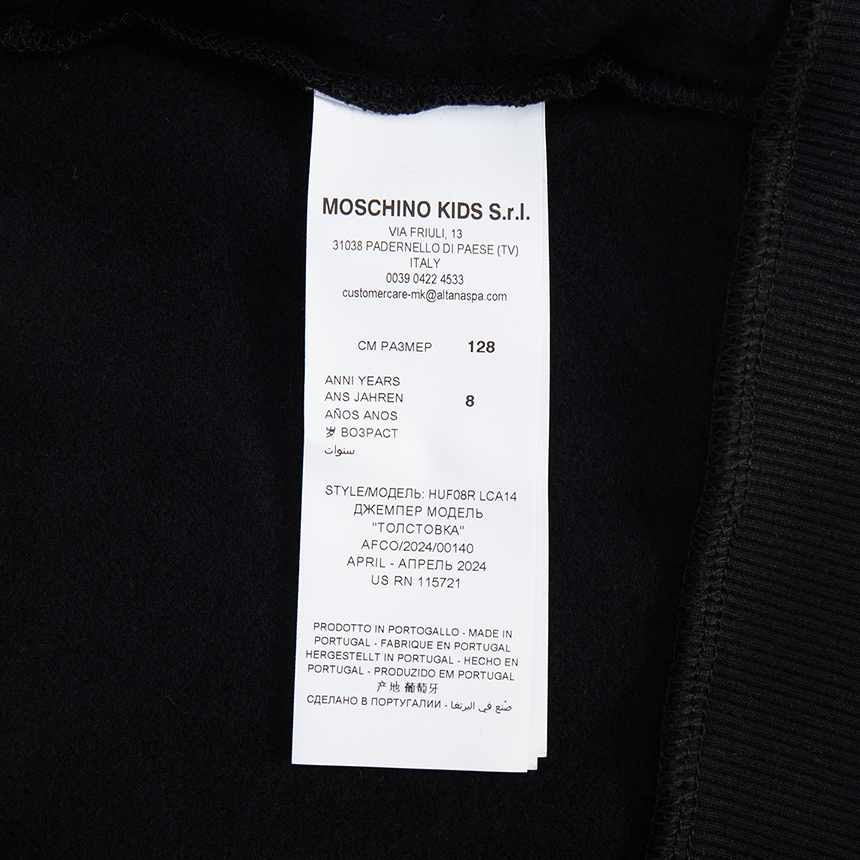 MOSCHINO KIDS S.r.l.
VIA FRIULI, 13
31038 PADERNELLO DI PAESE (TV)
ITALY
0039 0422 4533
customercare-mk@altanaspa.com
CM РАЗМЕР 128
ANNI YEARS
ANS JAHREN 8
AÑOS ANOS
岁 ВОЗРАСТ
سنوات
STYLE/МОДЕЛЬ: HUF08R LCA14
ДЖЕМПЕР МОДЕЛЬ
"ТОЛСТОВКА"
AFCO/2024/00140
APRIL - АПРЕЛЬ 2024
US RN 115721
PRODOTTO IN PORTOGALLO - MADE IN
PORTUGAL - FABRIQUE EN PORTUGAL
HERGESTELLT IN PORTUGAL - HECHO EN
PORTUGAL - PRODUZIDO EM PORTUGAL
产地 葡萄牙
СДЕЛАНО В ПОРТУГАЛИИ - صُنع في البرتغا